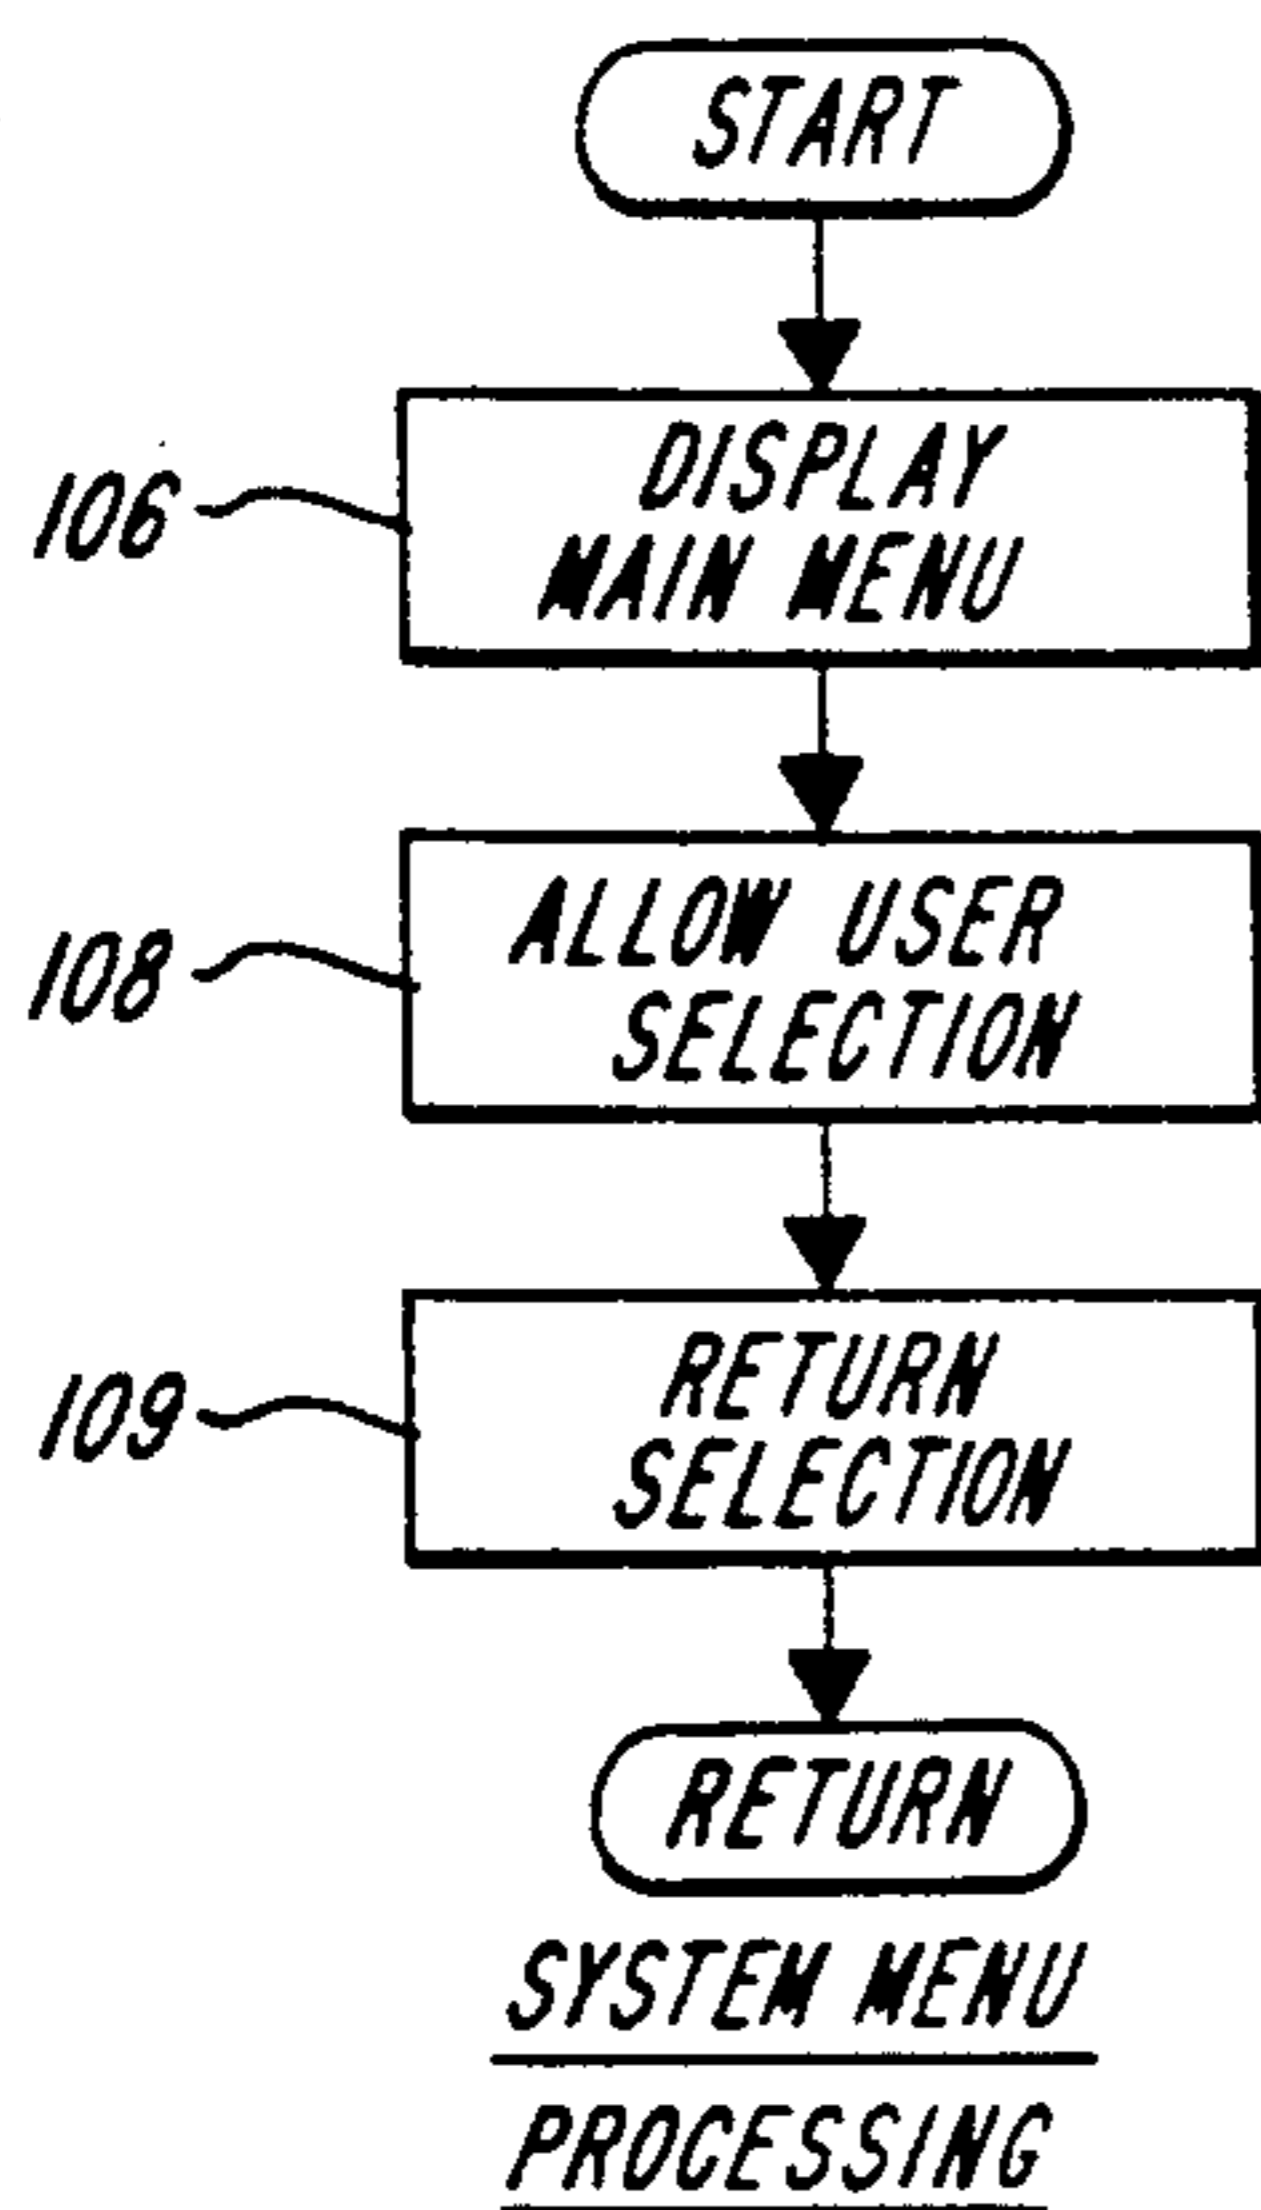 START
DISPLAY
MAIN MENU
106
ALLOW USER
SELECTION
108
RETURN
SELECTION
109
RETURN
SYSTEM MENU
PROCESSING